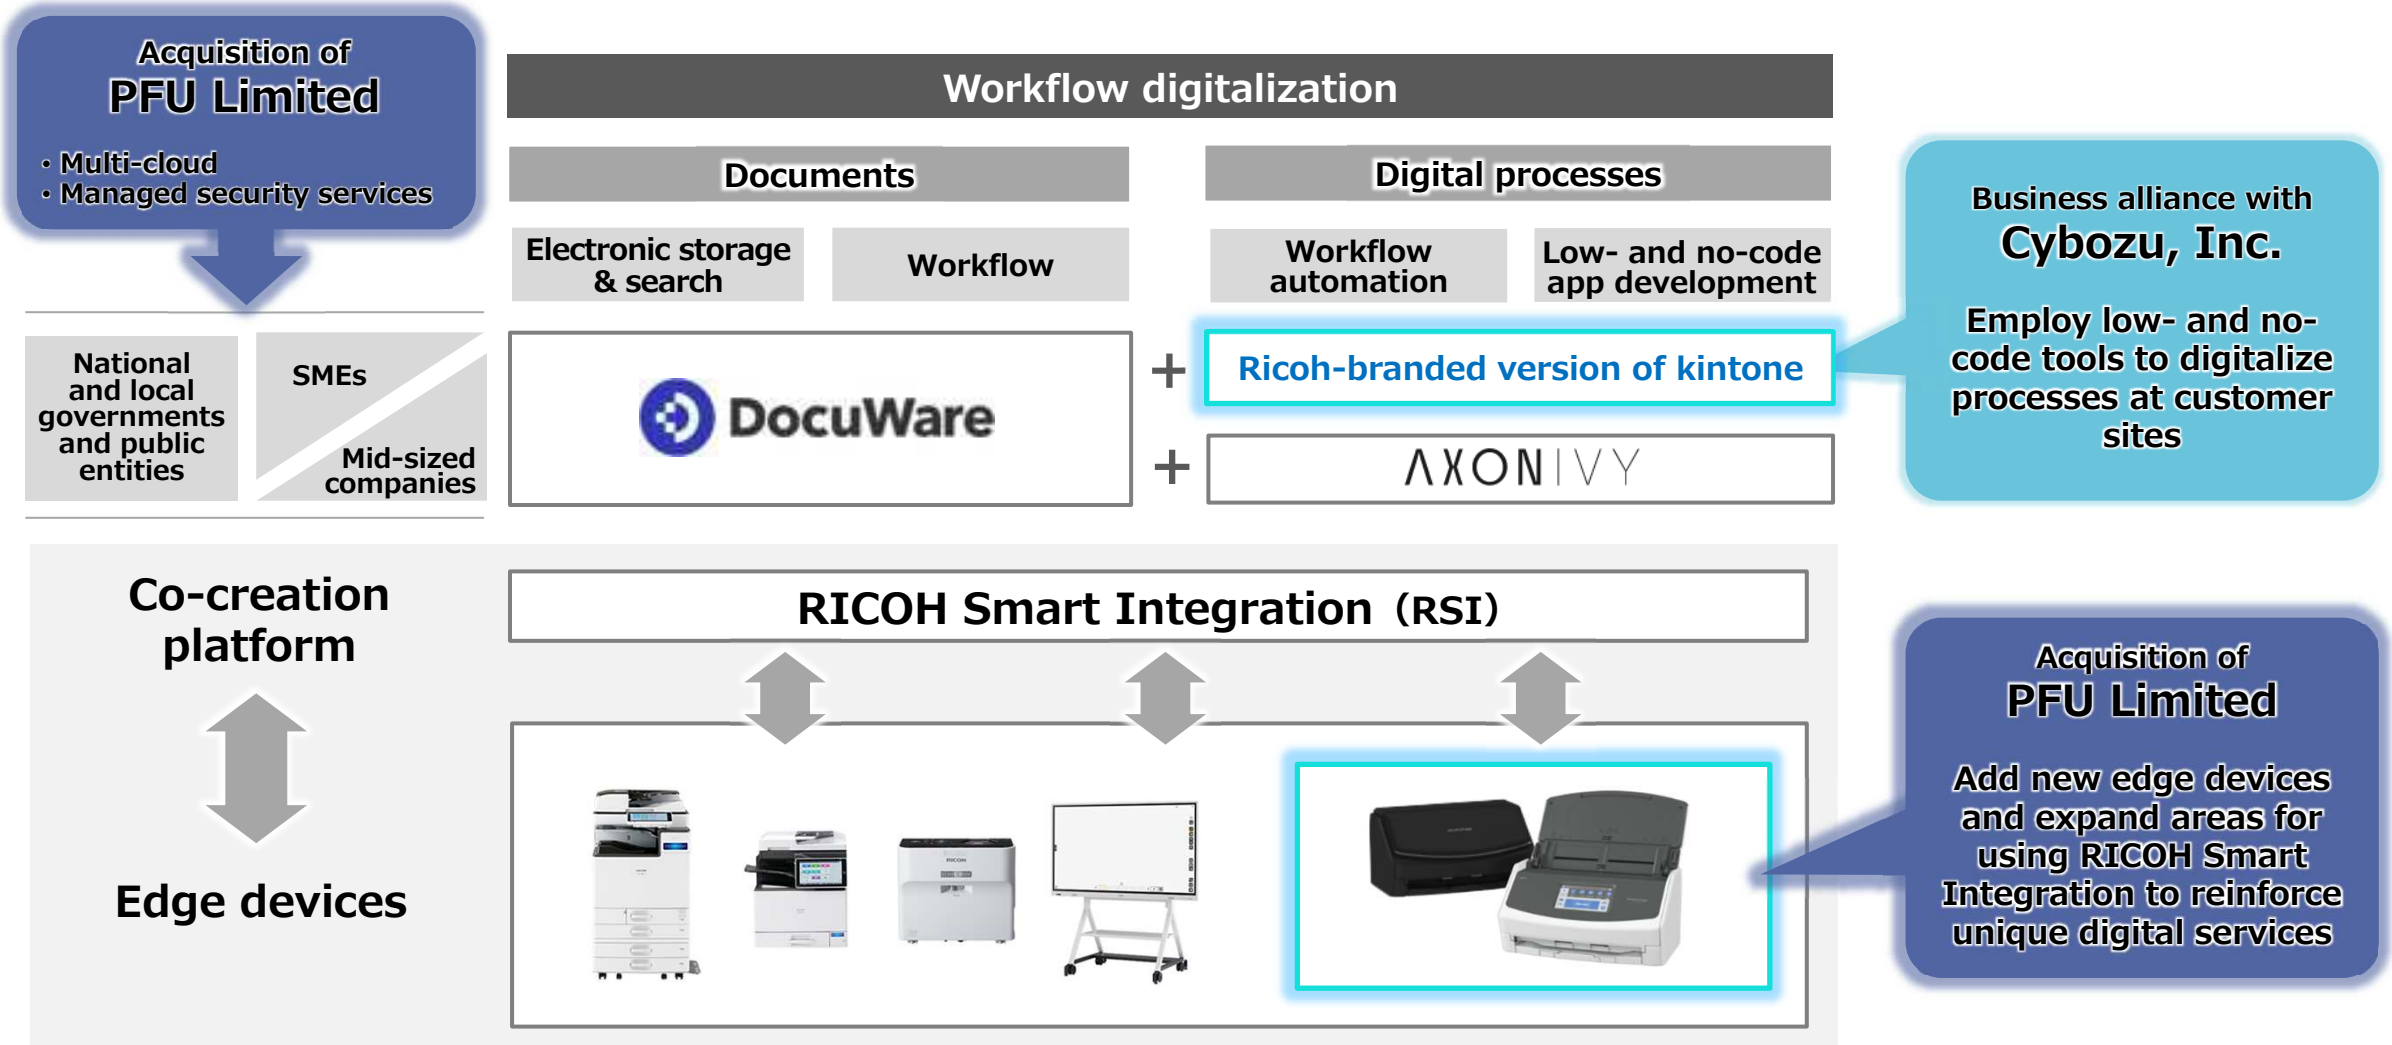 Acquisition of
PFU Limited
• Multi-cloud
• Managed security services
Workflow digitalization
Documents
Digital processes
Electronic storage
& search
Workflow
Workflow
automation
Low- and no-code
app development
Business alliance with
Cybozu, Inc.
Employ low- and no-
code tools to digitalize
processes at customer
sites
National
and local
governments
and public
entities
SMEs
Mid-sized
companies
DocuWare
+
Ricoh-branded version of kintone
+
AXONIVY
Co-creation
platform
Edge devices
RICOH Smart Integration（RSI）
RICOH
Acquisition of
PFU Limited
Add new edge devices
and expand areas for
using RICOH Smart
Integration to reinforce
unique digital services